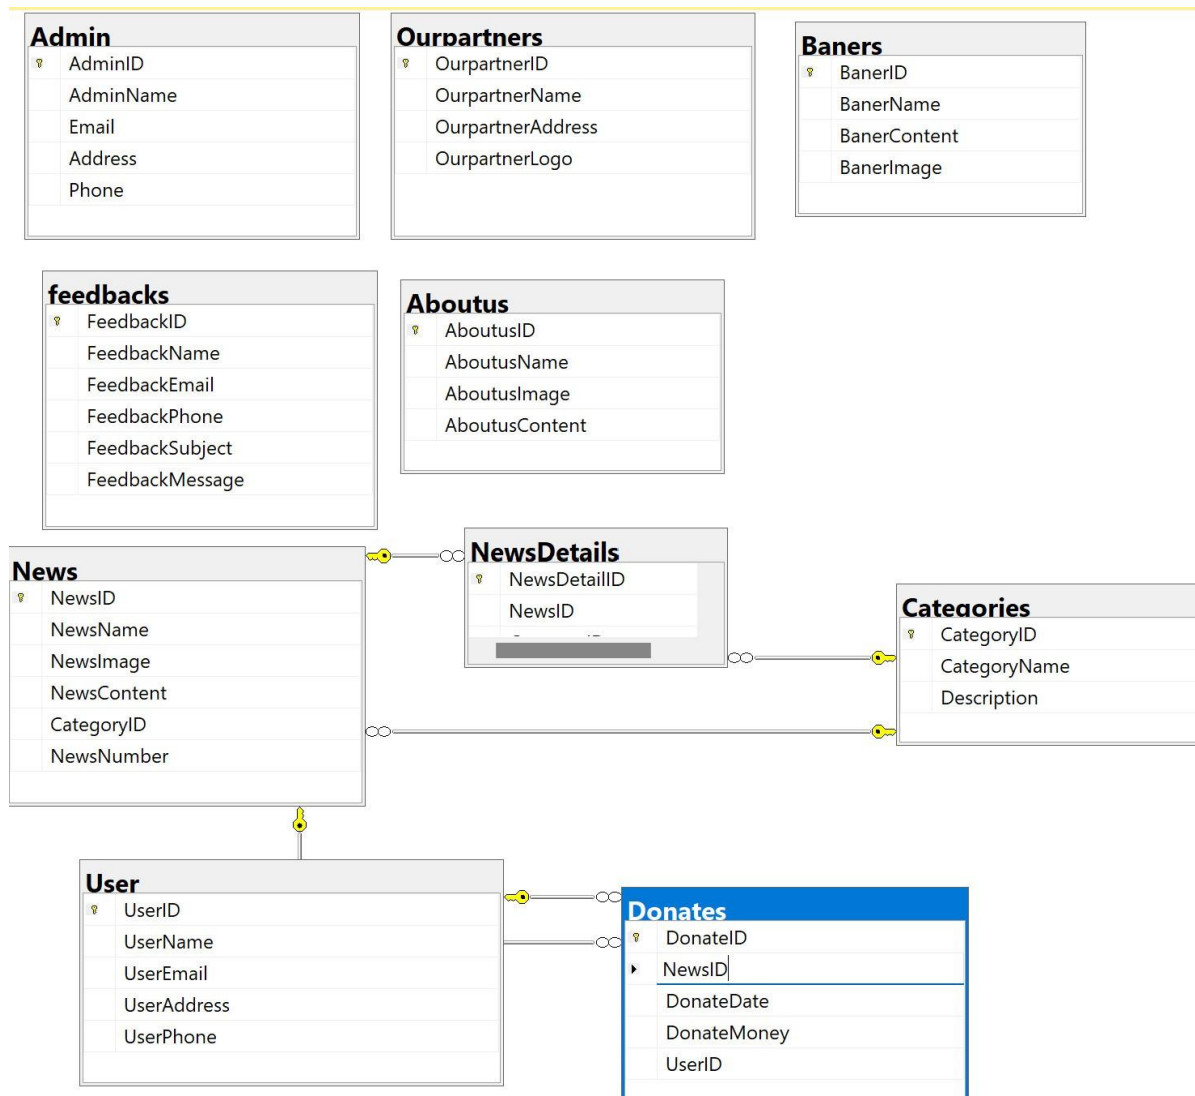 Admin
AdminID
AdminName
Email
Address
Phone
Ourpartners
OurpartnerID
OurpartnerName
OurpartnerAddress
OurpartnerLogo
Baners
BanerID
BanerName
BanerContent
BanerImage
feedbacks
FeedbackID
FeedbackName
FeedbackEmail
FeedbackPhone
FeedbackSubject
FeedbackMessage
Aboutus
AboutusID
AboutusName
AboutusImage
AboutusContent
News
NewsID
NewsName
NewsImage
NewsContent
CategoryID
NewsNumber
NewsDetails
NewsDetailID
NewsID
Categories
CategoryID
CategoryName
Description
User
UserID
UserName
UserEmail
UserAddress
UserPhone
Donates
DonateID
NewsID
DonateDate
DonateMoney
UserID